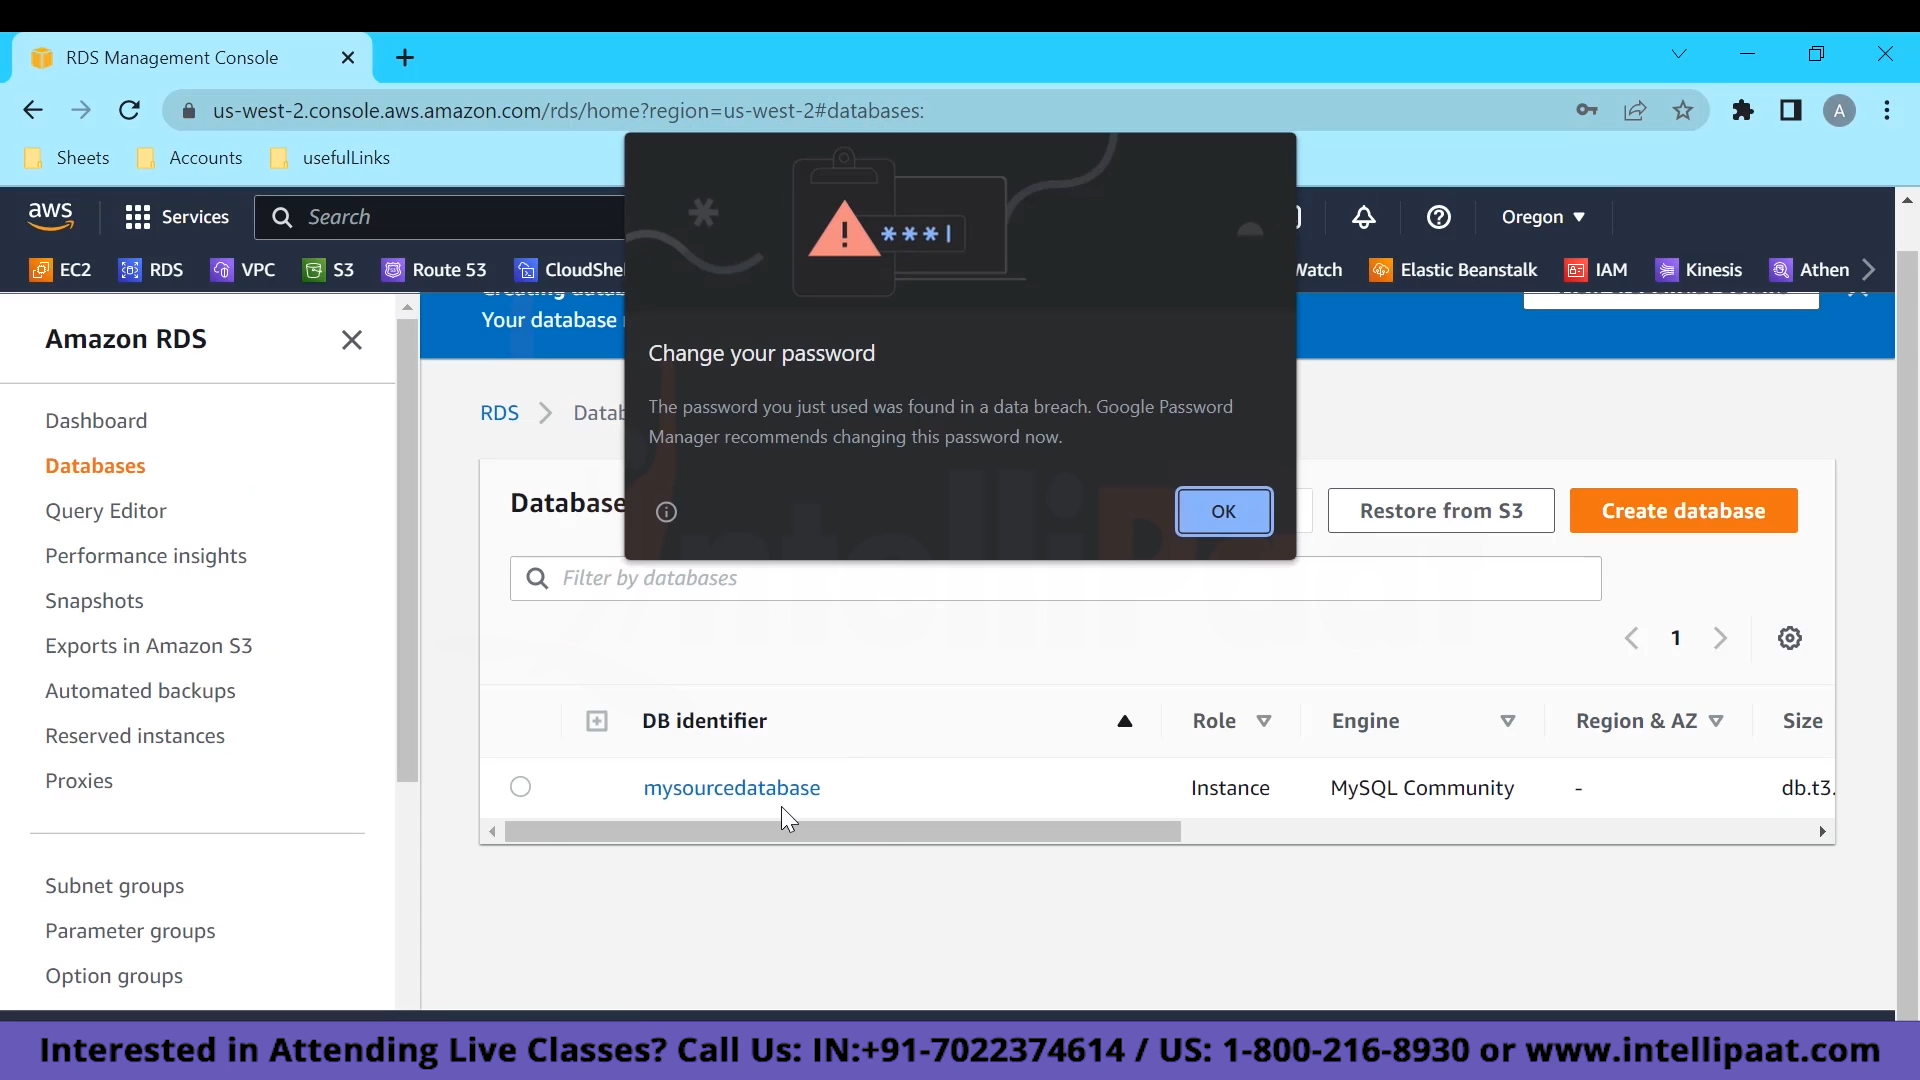 RDS Management Console
us-west-2.console.aws.amazon.com/rds/home?region=us-west-2#databases:
A
Sheets
Accounts
usefulLinks
aws
Services
Search
Oregon
EC2
RDS
VPC
S3
Route 53
CloudShe
Watch
Elastic Beanstalk
IAM
Kinesis
Athen
Your database
***|
Change your password
The password you just used was found in a data breach. Google Password
Manager recommends changing this password now.
OK
Amazon RDS
Dashboard
Databases
Query Editor
Performance insights
Snapshots
Exports in Amazon S3
Automated backups
Reserved instances
Proxies
Subnet groups
Parameter groups
Option groups
RDS
Datab
Database
Restore from S3
Create database
Filter by databases
1
DB identifier
Role
Engine
Region & AZ
Size
mysourcedatabase
Instance
MySQL Community
-
db.t3.
Interested in Attending Live Classes? Call Us: IN:+91-7022374614 / US: 1-800-216-8930 or www.intellipaat.com